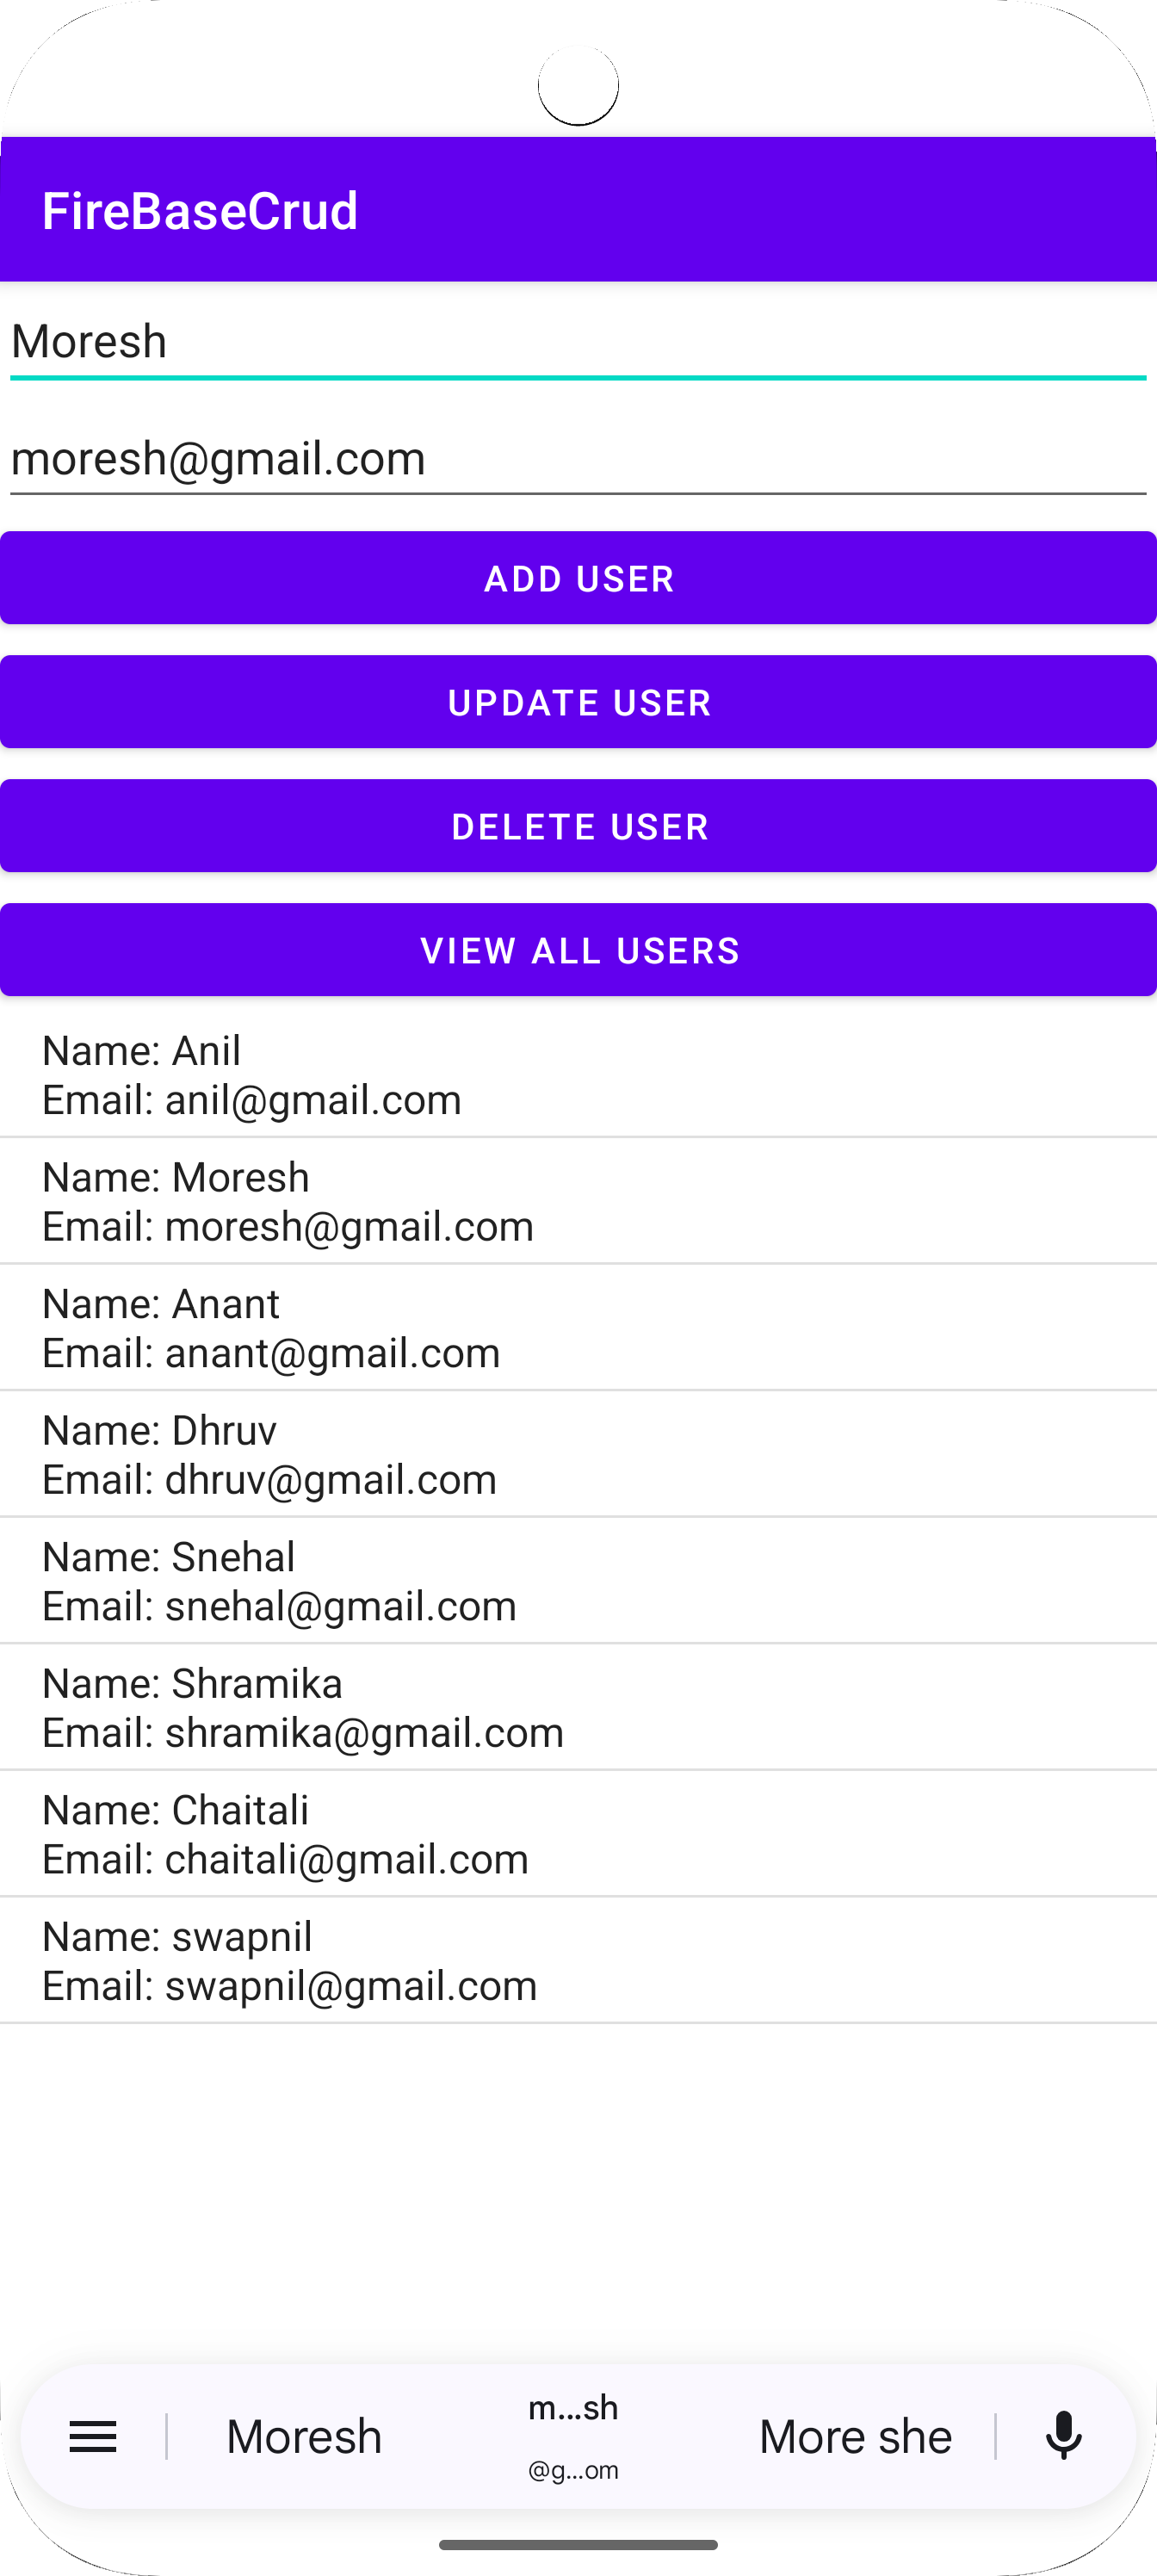 FireBaseCrud
Moresh
moresh@gmail.com
ADD USER
UPDATE USER
DELETE USER
VIEW ALL USERS
Name: Anil
Email: anil@gmail.com
Name: Moresh
Email: moresh@gmail.com
Name: Anant
Email: anant@gmail.com
Name: Dhruv
Email: dhruv@gmail.com
Name: Snehal
Email: snehal@gmail.com
Name: Shramika
Email: shramika@gmail.com
Name: Chaitali
Email: chaitali@gmail.com
Name: swapnil
Email: swapnil@gmail.com
Moresh
m...sh
@g...om
More she